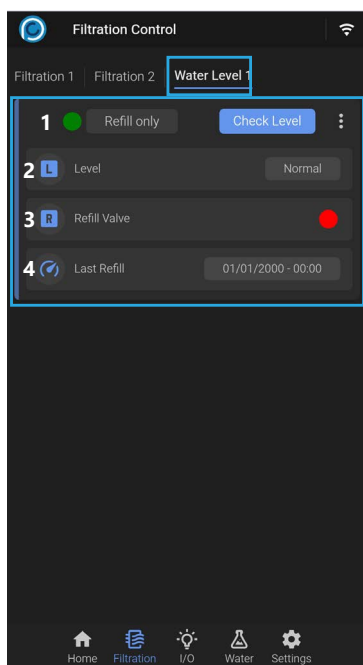 Filtration Control
Filtration 1 Filtration 2 Water Level 1
1 Refill only Check Level
2 L Level Normal
3 R Refill Valve
4 Last Refill 01/01/2000 - 00:00
Home Filtration I/O Water Settings